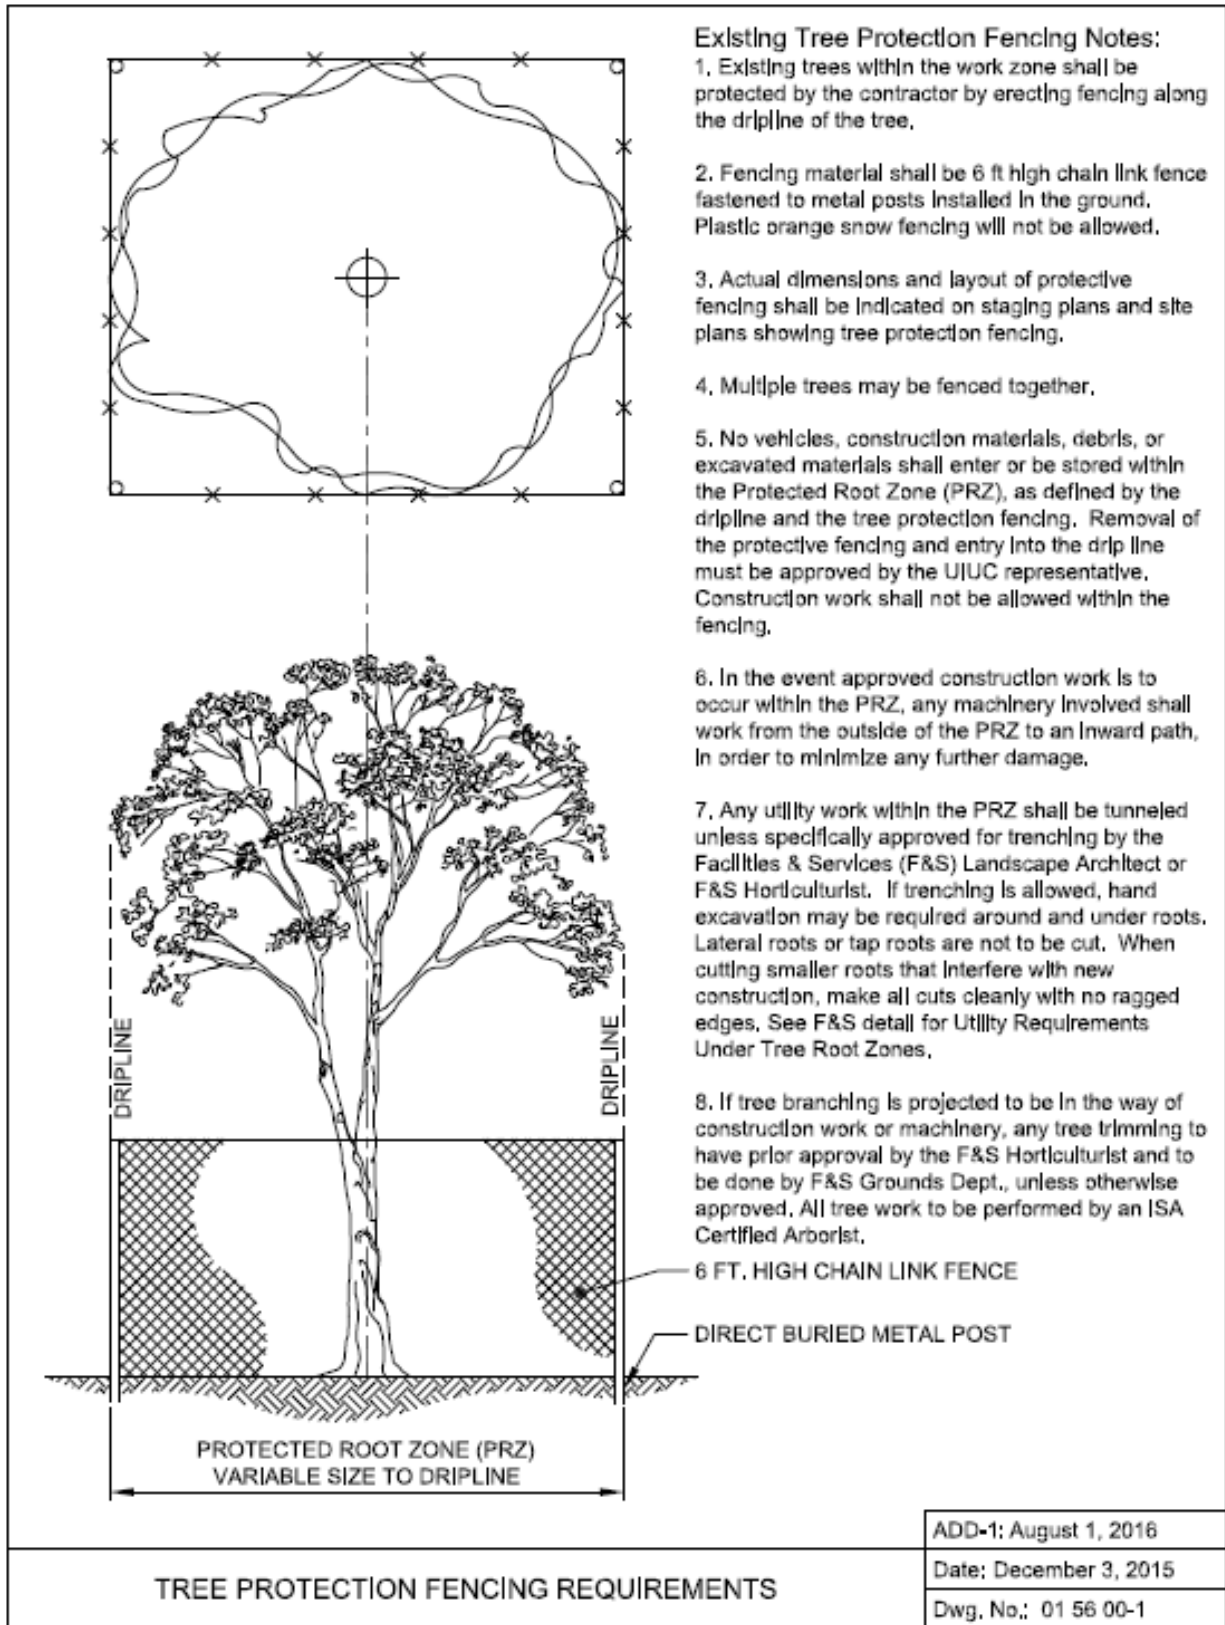 Existing Tree Protection Fencing Notes:
1. Existing trees within the work zone shall be
protected by the contractor by erecting fencing along
the dripline of the tree.
2. Fencing material shall be 6 ft high chain link fence
fastened to metal posts installed in the ground.
Plastic orange snow fencing will not be allowed.
3. Actual dimensions and layout of protective
fencing shall be indicated on staging plans and site
plans showing tree protection fencing.
4. Multiple trees may be fenced together.
5. No vehicles, construction materials, debris, or
excavated materials shall enter or be stored within
the Protected Root Zone (PRZ), as defined by the
dripline and the tree protection fencing. Removal of
the protective fencing and entry into the drip line
must be approved by the UIUC representative.
Construction work shall not be allowed within the
fencing.
6. In the event approved construction work is to
occur within the PRZ, any machinery involved shall
work from the outside of the PRZ to an inward path,
in order to minimize any further damage.
7. Any utility work within the PRZ shall be tunneled
unless specifically approved for trenching by the
Facilities & Services (F&S) Landscape Architect or
F&S Horticulturist. If trenching is allowed, hand
excavation may be required around and under roots.
Lateral roots or tap roots are not to be cut. When
cutting smaller roots that interfere with new
construction, make all cuts cleanly with no ragged
edges. See F&S detail for Utility Requirements
Under Tree Root Zones.
8. If tree branching is projected to be in the way of
construction work or machinery, any tree trimming to
have prior approval by the F&S Horticulturist and to
be done by F&S Grounds Dept., unless otherwise
approved. All tree work to be performed by an ISA
Certified Arborist.
DRIPLINE
DRIPLINE
6 FT. HIGH CHAIN LINK FENCE
DIRECT BURIED METAL POST
PROTECTED ROOT ZONE (PRZ)
VARIABLE SIZE TO DRIPLINE
TREE PROTECTION FENCING REQUIREMENTS
ADD-1: August 1, 2016
Date: December 3, 2015
Dwg. No.: 01 56 00-1